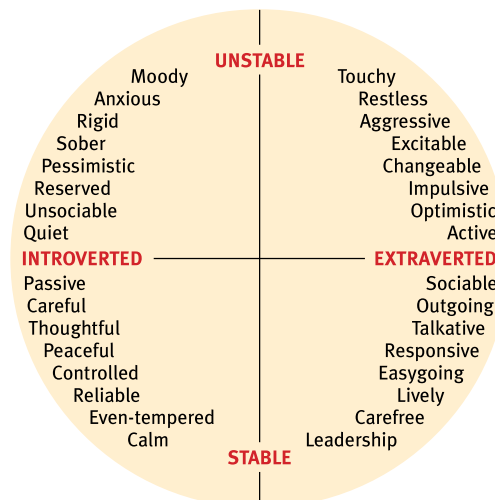 UNSTABLE
Moody
Anxious
Rigid
Sober
Pessimistic
Reserved
Unsociable
Quiet
Touchy
Restless
Aggressive
Excitable
Changeable
Impulsive
Optimistic
Active
INTROVERTED
EXTRAVERTED
Passive
Careful
Thoughtful
Peaceful
Controlled
Reliable
Even-tempered
Calm
Sociable
Outgoing
Talkative
Responsive
Easygoing
Lively
Carefree
Leadership
STABLE